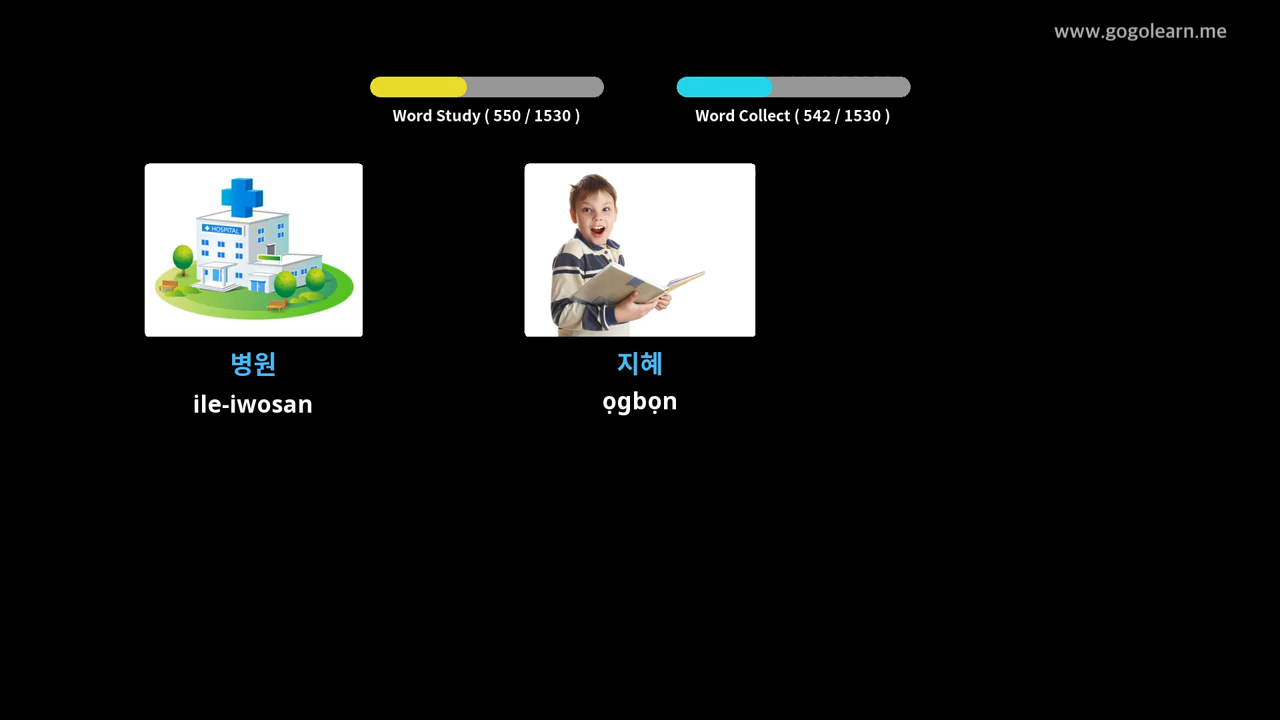 www.gogolearn.me
Word Study ( 550 / 1530 )
Word Collect ( 542 / 1530 )
HOSPITAL
병원
ile-iwosan
지혜
ọgbọn